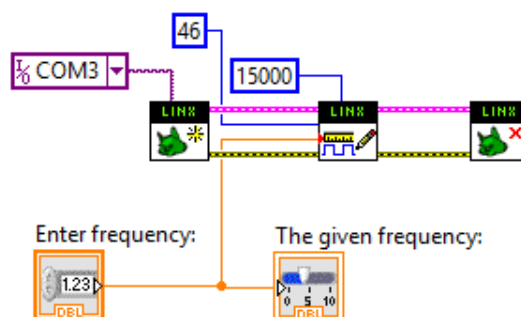 46
I/O COM3
15000
LINX LINX LINX
Enter frequency:
The given frequency:
1.23
0 5 10
DBL DBL